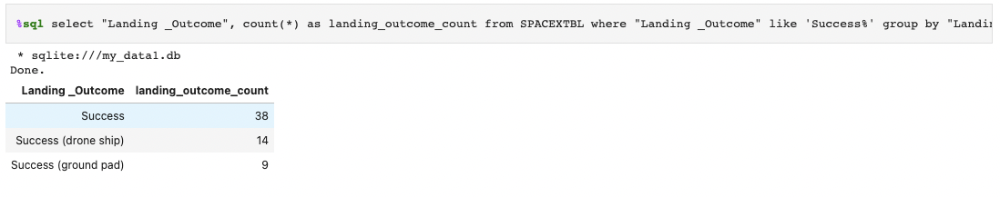 %sql select "Landing _Outcome", count(*) as landing_outcome_count from SPACEXTBL where "Landing _Outcome" like 'Success%' group by "Landin
* sqlite:///my_data1.db
Done.
Landing _Outcome landing_outcome_count
Success 38
Success (drone ship) 14
Success (ground pad) 9